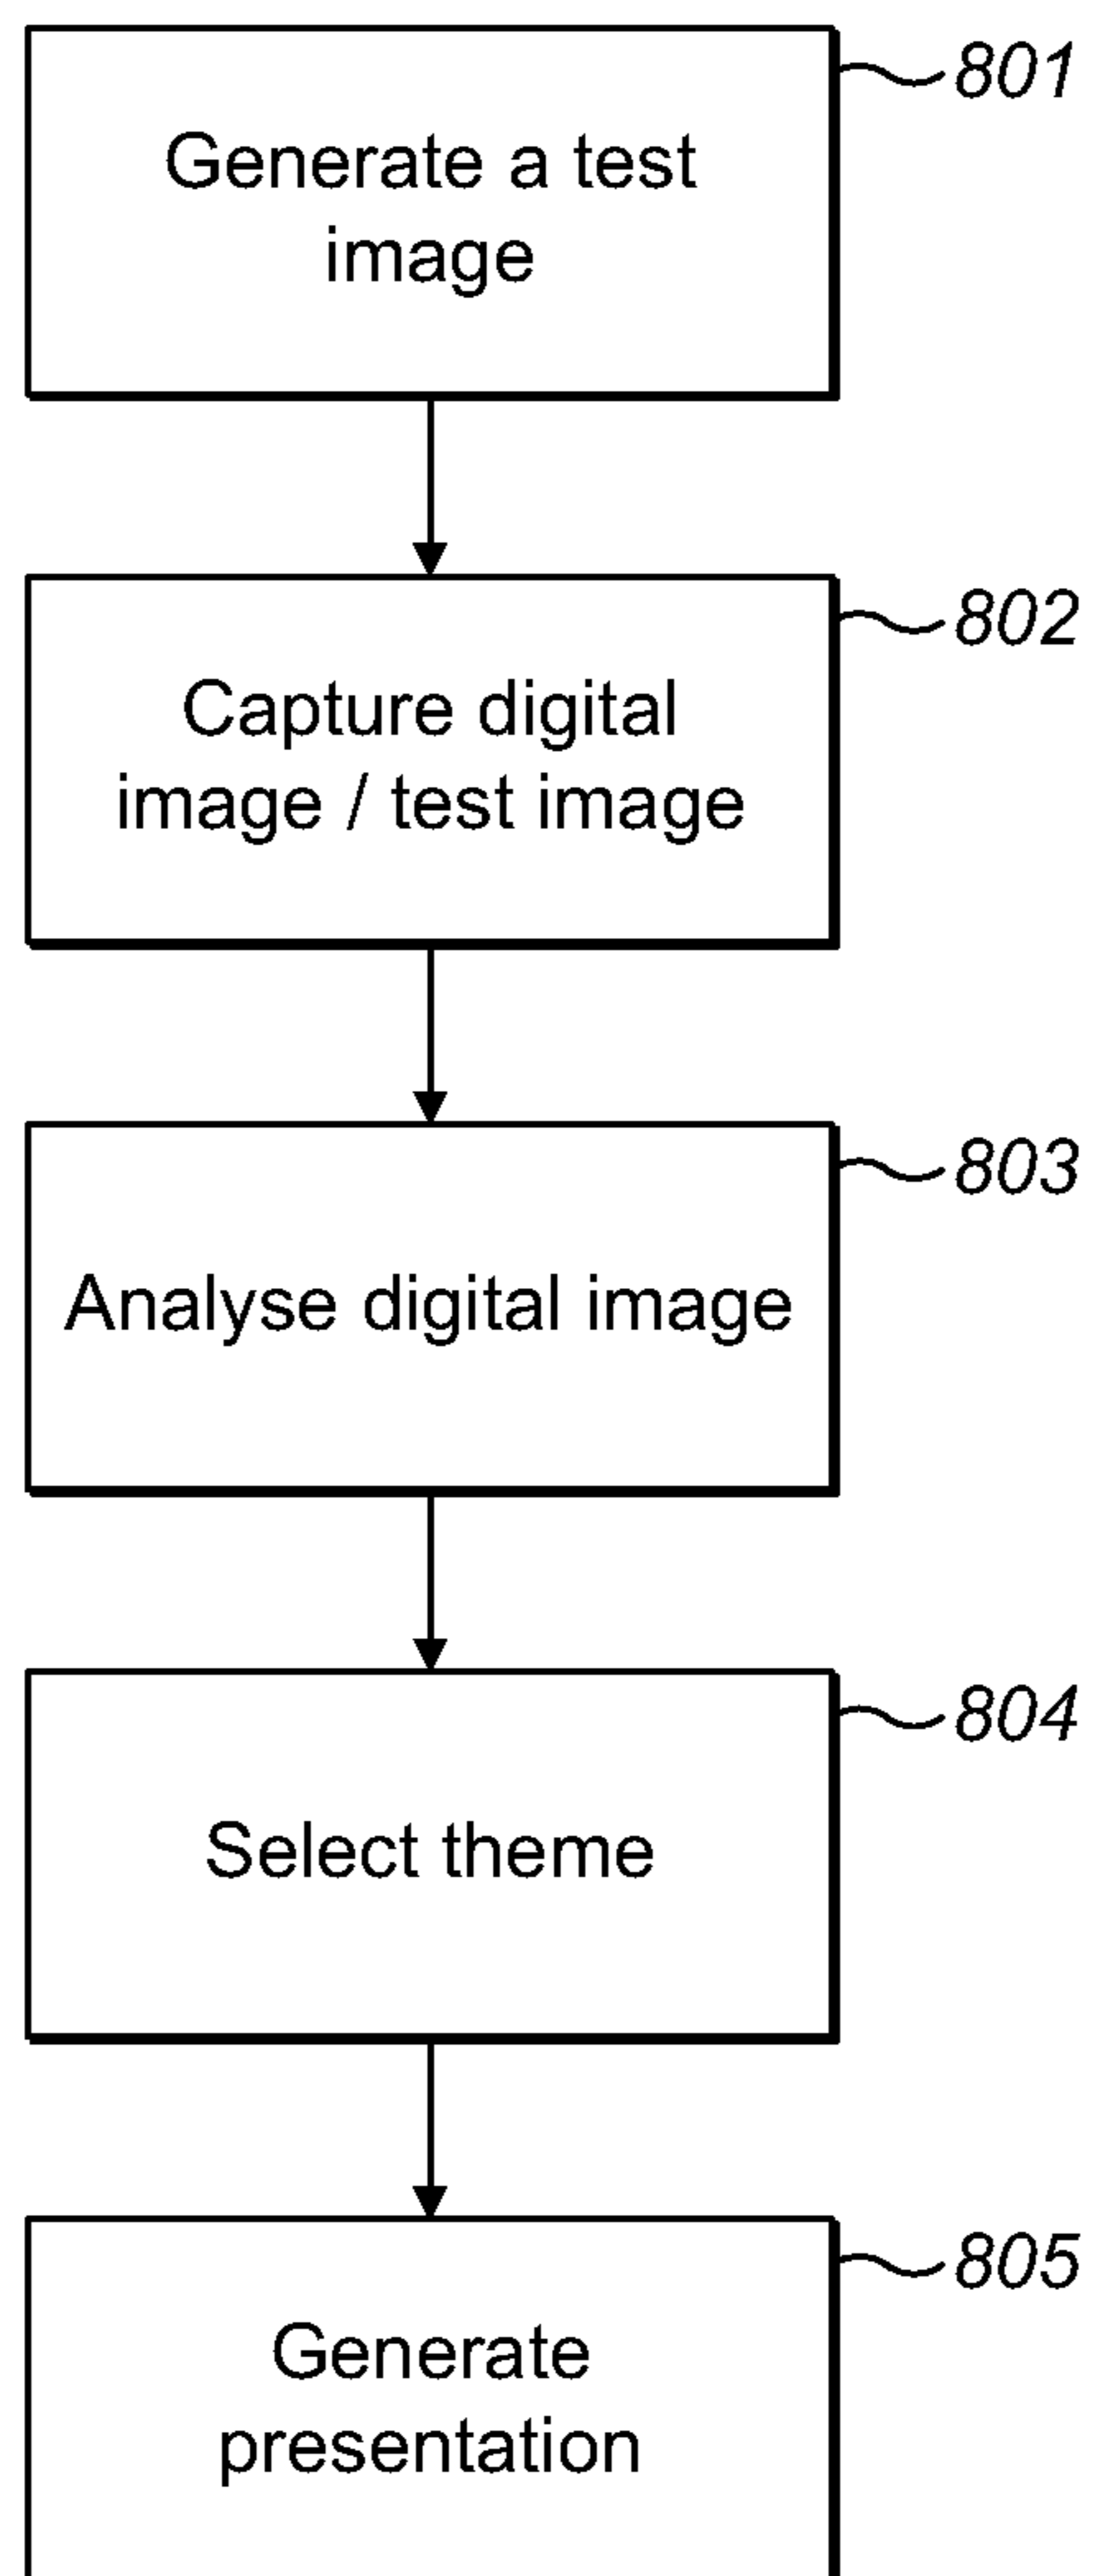 801
Generate a test
image
802
Capture digital
image / test image
803
Analyse digital image
804
Select theme
805
Generate
presentation